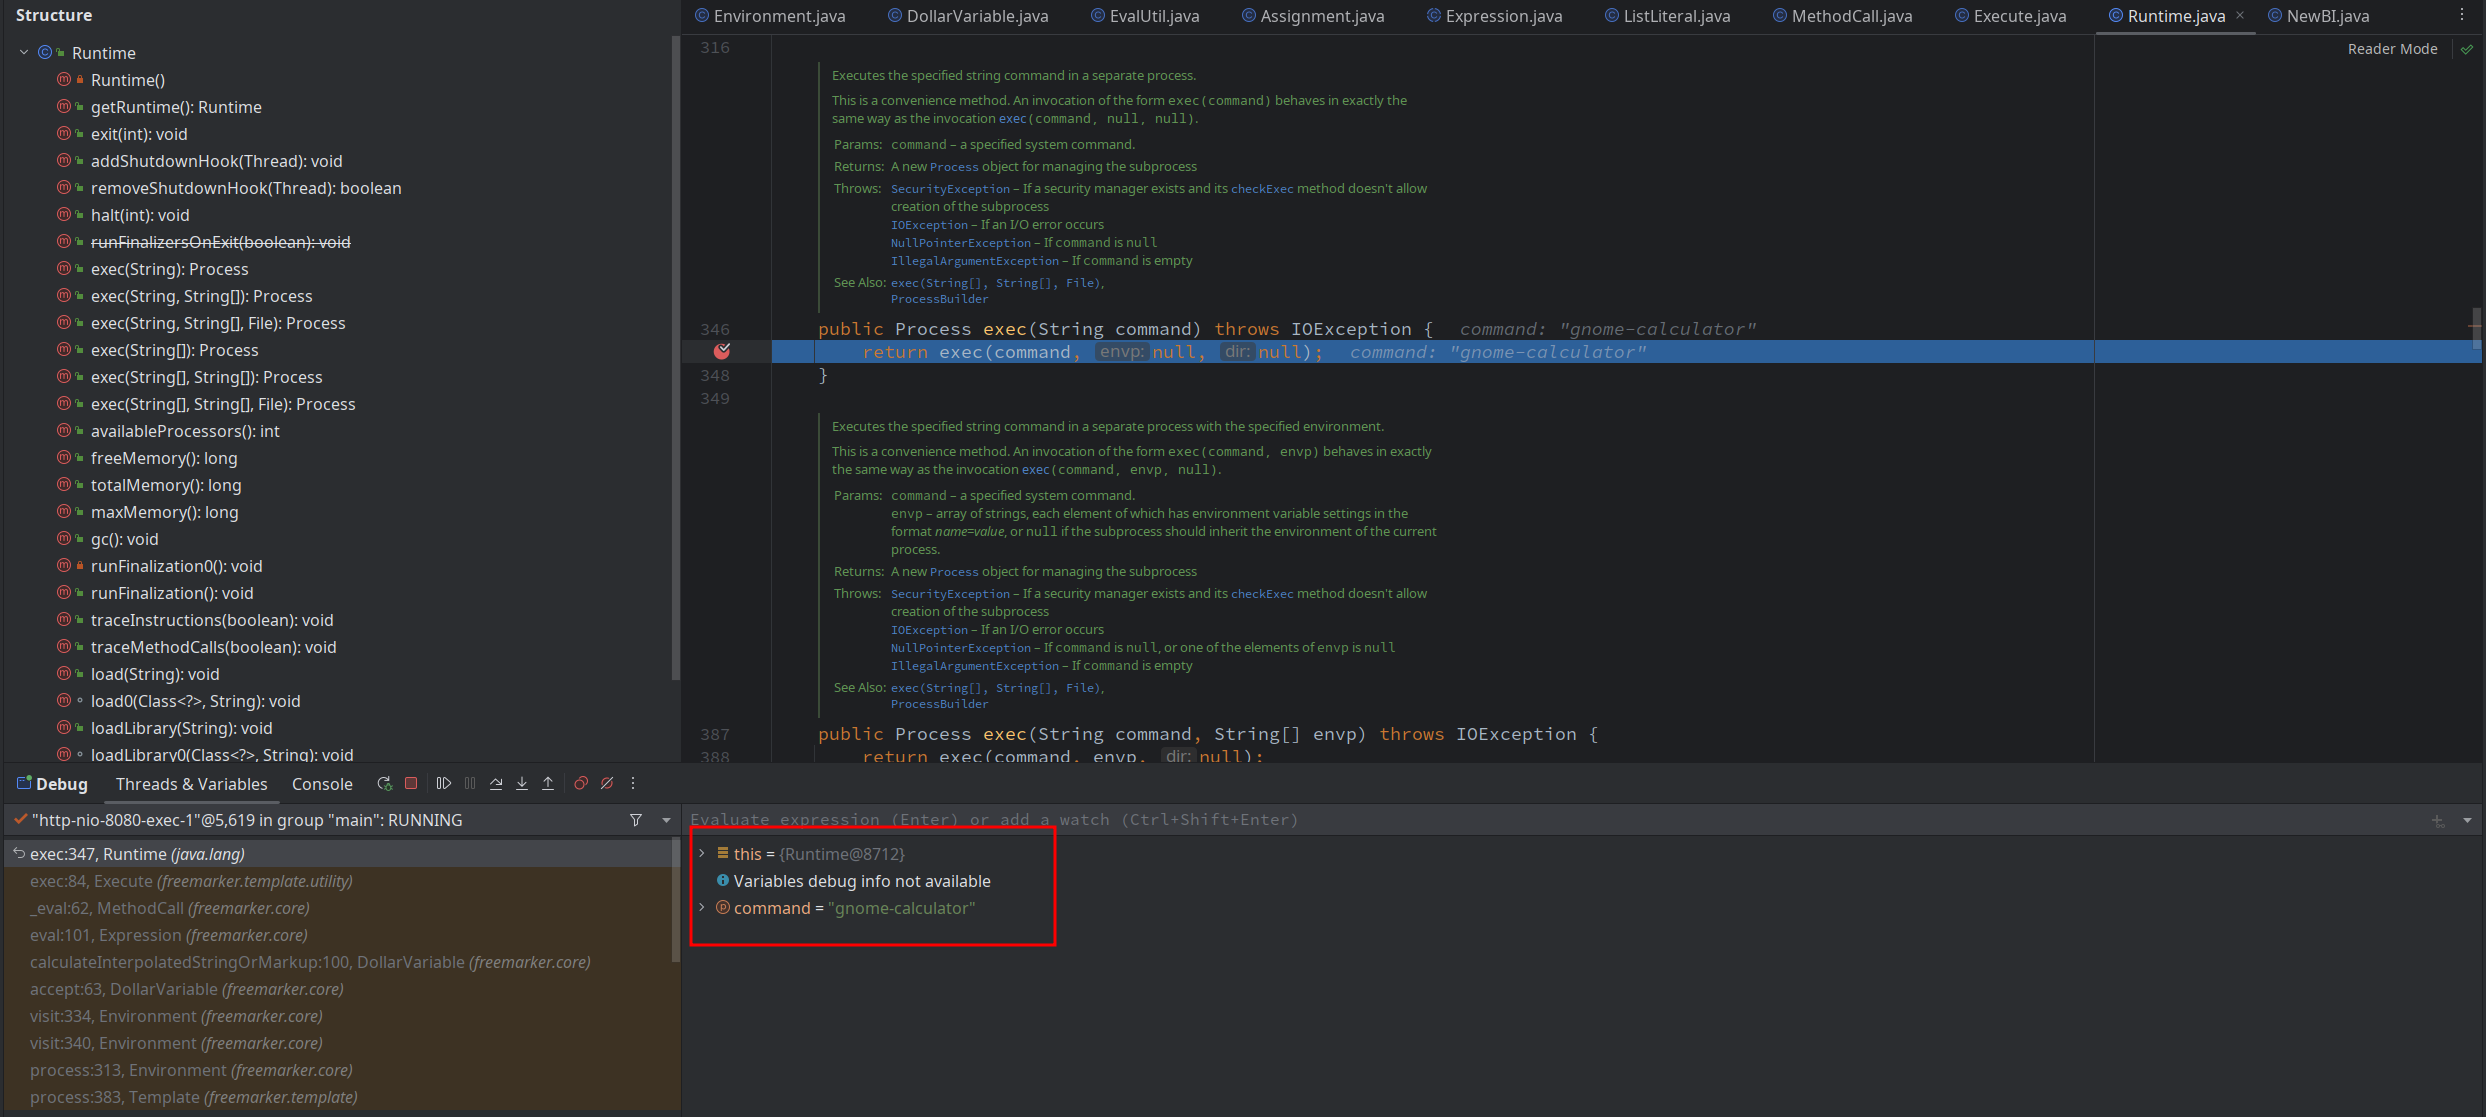 Structure
Runtime
Runtime()
getRuntime(): Runtime
exit(int): void
addShutdownHook(Thread): void
removeShutdownHook(Thread): boolean
halt(int): void
runFinalizersOnExit(boolean): void
exec(String): Process
exec(String, String[]): Process
exec(String, String[], File): Process
exec(String[]): Process
exec(String[], String[]): Process
exec(String[], String[], File): Process
availableProcessors(): int
freeMemory(): long
totalMemory(): long
maxMemory(): long
gc(): void
runFinalization0(): void
runFinalization(): void
traceInstructions(boolean): void
traceMethodCalls(boolean): void
load(String): void
load0(Class<?>, String): void
loadLibrary(String): void
loadLibrary0(Class<?>, String): void
Environment.java DollarVariable.java EvalUtil.java Assignment.java Expression.java ListLiteral.java MethodCall.java Execute.java Runtime.java NewBI.java
Reader Mode
316
Executes the specified string command in a separate process.
This is a convenience method. An invocation of the form exec(command) behaves in exactly the
same way as the invocation exec(command, null, null).
Params: command – a specified system command.
Returns: A new Process object for managing the subprocess
Throws: SecurityException – If a security manager exists and its checkExec method doesn't allow
creation of the subprocess
IOException – If an I/O error occurs
NullPointerException – If command is null
IllegalArgumentException – If command is empty
See Also: exec(String[], String[], File),
ProcessBuilder
346 public Process exec(String command) throws IOException { command: "gnome-calculator"
return exec(command, envp: null, dir: null); command: "gnome-calculator"
348 }
349
Executes the specified string command in a separate process with the specified environment.
This is a convenience method. An invocation of the form exec(command, envp) behaves in exactly
the same way as the invocation exec(command, envp, null).
Params: command – a specified system command.
envp – array of strings, each element of which has environment variable settings in the
format name=value, or null if the subprocess should inherit the environment of the current
process.
Returns: A new Process object for managing the subprocess
Throws: SecurityException – If a security manager exists and its checkExec method doesn't allow
creation of the subprocess
IOException – If an I/O error occurs
NullPointerException – If command is null, or one of the elements of envp is null
IllegalArgumentException – If command is empty
See Also: exec(String[], String[], File),
ProcessBuilder
387 public Process exec(String command, String[] envp) throws IOException {
388 return exec(command, envp, dir: null);
Debug Threads & Variables Console
"http-nio-8080-exec-1"@5,619 in group "main": RUNNING
exec:347, Runtime (java.lang)
exec:84, Execute (freemarker.template.utility)
_eval:62, MethodCall (freemarker.core)
eval:101, Expression (freemarker.core)
calculateInterpolatedStringOrMarkup:100, DollarVariable (freemarker.core)
accept:63, DollarVariable (freemarker.core)
visit:334, Environment (freemarker.core)
visit:340, Environment (freemarker.core)
process:313, Environment (freemarker.core)
process:383, Template (freemarker.template)
Evaluate expression (Enter) or add a watch (Ctrl+Shift+Enter)
this = {Runtime@8712}
Variables debug info not available
command = "gnome-calculator"